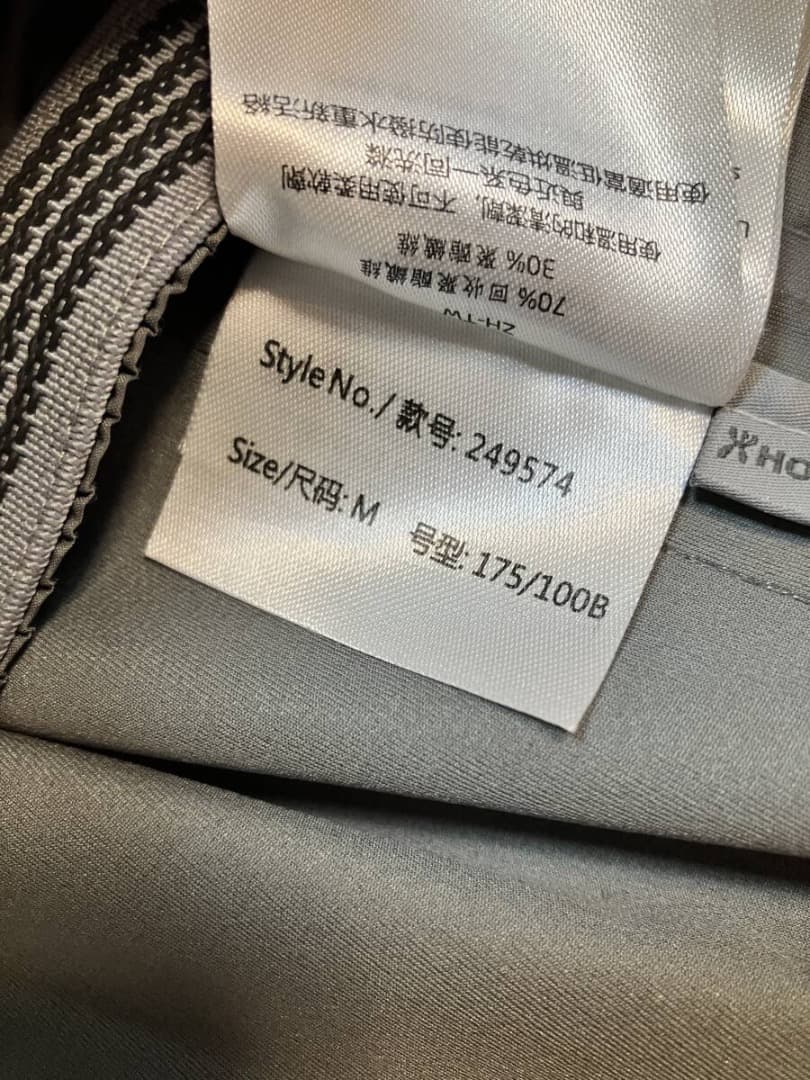 ZH-TW
70% 回收聚酯纖維
30% 聚酯纖維
使用溫和的清潔劑, 不可使用柔軟劑
與近色系一同洗滌
使用適當低溫烘乾能使防撥水重新活絡
Style No./ 款号: 249574
Size/尺码: M 号型: 175/100B
HO